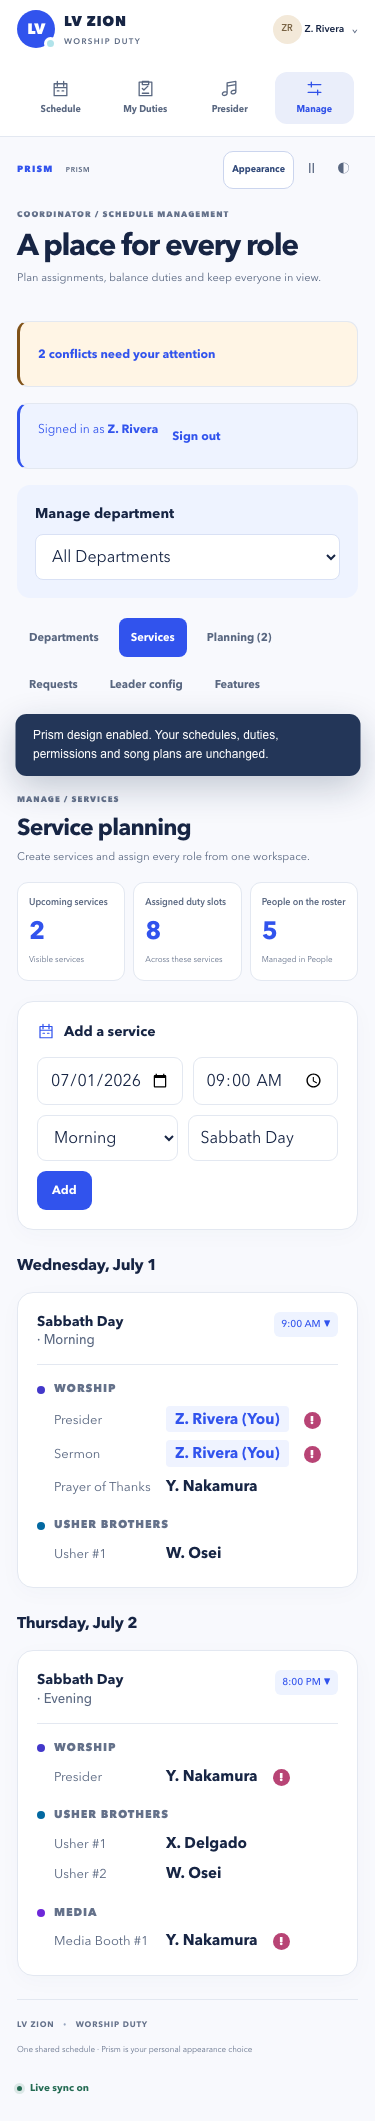 LV ZION
WORSHIP DUTY
LV
ZR Z. Rivera
Schedule My Duties Presider Manage
PRISM PRISM Appearance
COORDINATOR / SCHEDULE MANAGEMENT
A place for every role
Plan assignments, balance duties and keep everyone in view.
2 conflicts need your attention
Signed in as Z. Rivera Sign out
Manage department
All Departments
Departments Services Planning (2)
Requests Leader config Features
Prism design enabled. Your schedules, duties,
permissions and song plans are unchanged.
MANAGE / SERVICES
Service planning
Create services and assign every role from one workspace.
Upcoming services Assigned duty slots People on the roster
2 8 5
Visible services Across these services Managed in People
Add a service
07/01/2026 09:00 AM
Morning Sabbath Day
Add
Wednesday, July 1
Sabbath Day 9:00 AM ▼
· Morning
WORSHIP
Presider Z. Rivera (You) !
Sermon Z. Rivera (You) !
Prayer of Thanks Y. Nakamura
USHER BROTHERS
Usher #1 W. Osei
Thursday, July 2
Sabbath Day 8:00 PM ▼
· Evening
WORSHIP
Presider Y. Nakamura !
USHER BROTHERS
Usher #1 X. Delgado
Usher #2 W. Osei
MEDIA
Media Booth #1 Y. Nakamura !
LV ZION • WORSHIP DUTY
One shared schedule · Prism is your personal appearance choice
Live sync on